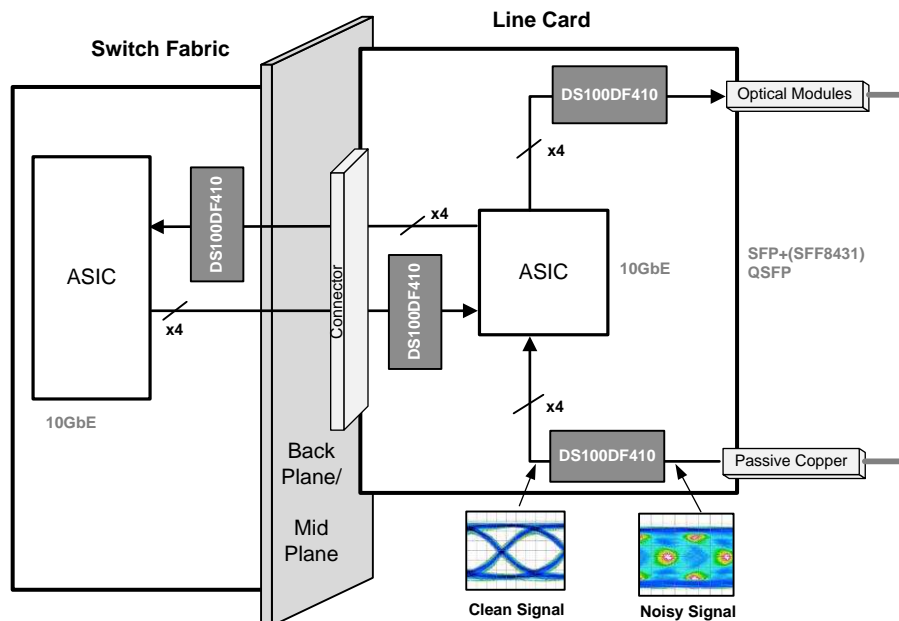 Switch Fabric
Line Card
DS100DF410
Optical Modules
x4
DS100DF410
x4
ASIC
ASIC
10GbE
SFP+(SFF8431)
QSFP
Connector
DS100DF410
x4
x4
10GbE
Back
Plane/
Mid
Plane
DS100DF410
Passive Copper
Clean Signal
Noisy Signal